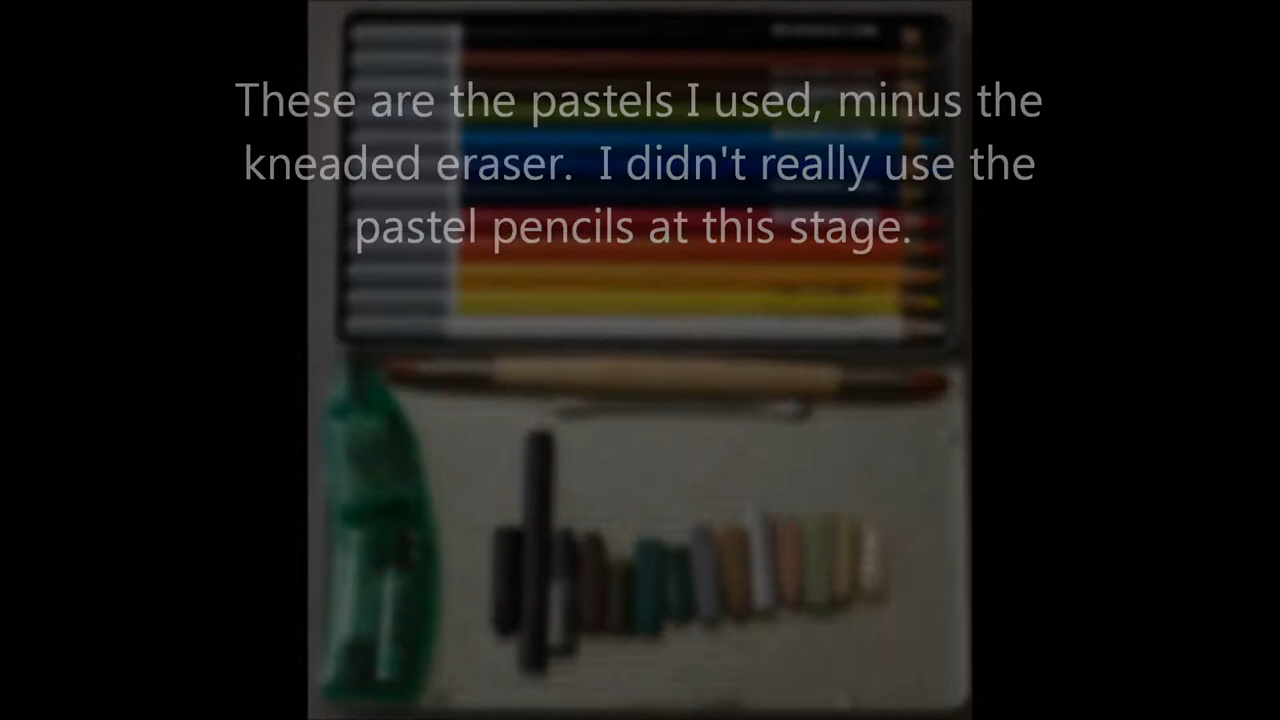 These are the pastels I used, minus the
kneaded eraser.  I didn't really use the
pastel pencils at this stage.